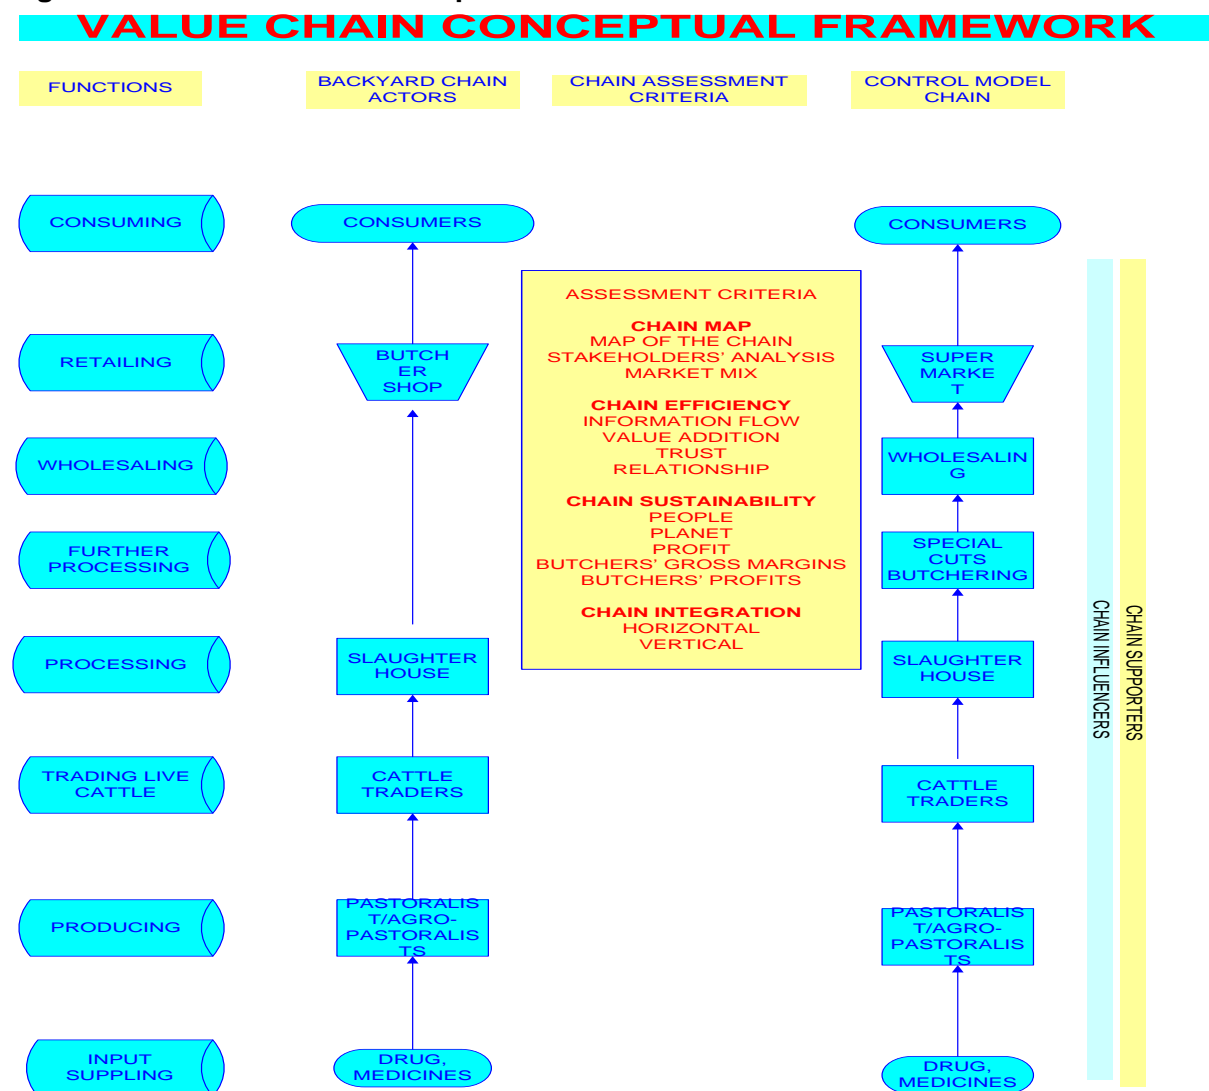 VALUE CHAIN CONCEPTUAL FRAMEWORK
FUNCTIONS
BACKYARD CHAIN
ACTORS
CHAIN ASSESSMENT
CRITERIA
CONTROL MODEL
CHAIN
CONSUMING
CONSUMERS
CONSUMERS
ASSESSMENT CRITERIA
CHAIN MAP
MAP OF THE CHAIN
STAKEHOLDERS' ANALYSIS
MARKET MIX
CHAIN EFFICIENCY
INFORMATION FLOW
VALUE ADDITION
TRUST
RELATIONSHIP
CHAIN SUSTAINABILITY
PEOPLE
PLANET
PROFIT
BUTCHERS' GROSS MARGINS
BUTCHERS' PROFITS
CHAIN INTEGRATION
HORIZONTAL
VERTICAL
RETAILING
BUTCH
ER
SHOP
SUPER
MARKE
T
WHOLESALING
WHOLESALIN
G
FURTHER
PROCESSING
SPECIAL
CUTS
BUTCHERING
PROCESSING
SLAUGHTER
HOUSE
SLAUGHTER
HOUSE
CHAIN INFLUENCERS
CHAIN SUPPORTERS
TRADING LIVE
CATTLE
CATTLE
TRADERS
CATTLE
TRADERS
PRODUCING
PASTORALIS
T/AGRO-
PASTORALIS
TS
PASTORALIS
T/AGRO-
PASTORALIS
TS
INPUT
SUPPLING
DRUG,
MEDICINES
DRUG,
MEDICINES